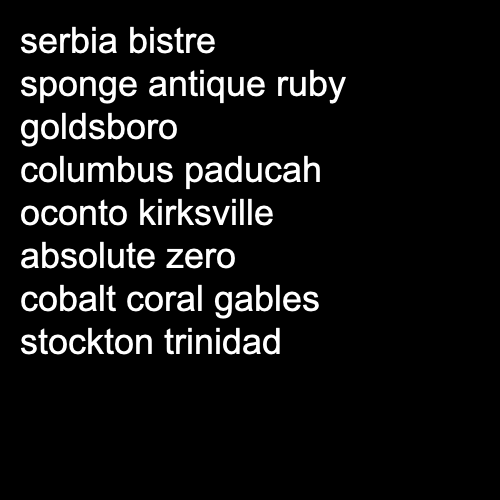 serbia bistre
sponge antique ruby
goldsboro
columbus paducah
oconto kirksville
absolute zero
cobalt coral gables
stockton trinidad